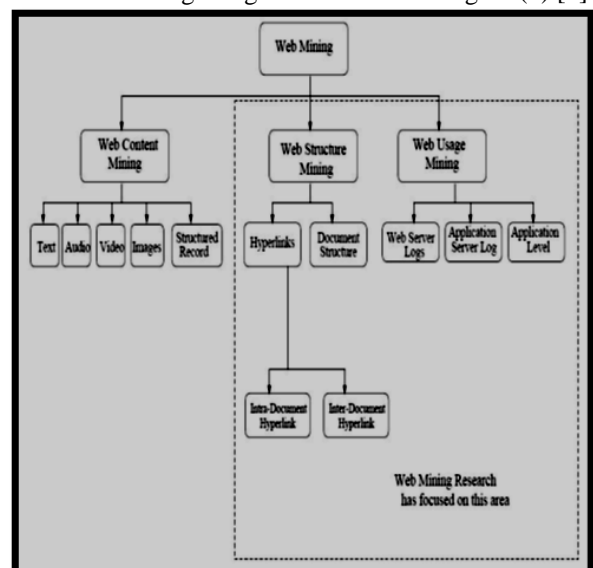 Web Mining
Web Content
Mining
Web Structure
Mining
Web Usage
Mining
Text
Audio
Video
Images
Structured
Record
Hyperlinks
Document
Structure
Web Server
Logs
Application
Server Log
Application
Level
Intra-Document
Hyperlink
Inter-Document
Hyperlink
Web Mining Research
has focused on this area